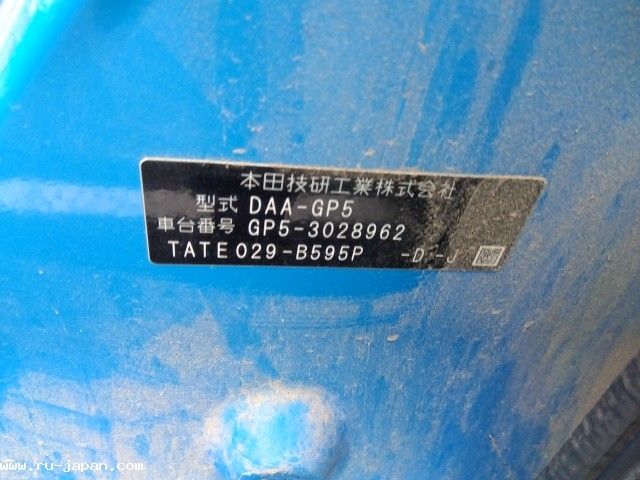 本田技研工業株式会社
型式 DAA-GP5
車台番号 GP5-3028962
TATE029-B595P -D -J
www.ru-japan.com